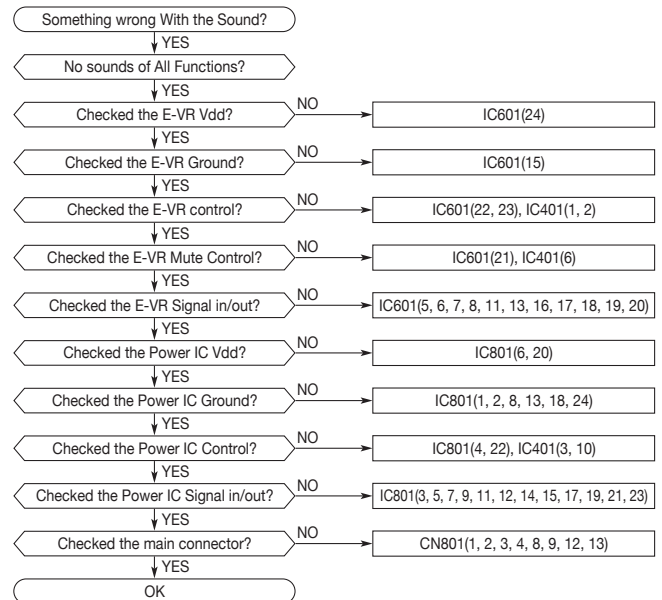 Something wrong With the Sound?
YES
No sounds of All Functions?
YES
Checked the E-VR Vdd?
NO
IC601(24)
YES
Checked the E-VR Ground?
NO
IC601(15)
YES
Checked the E-VR control?
NO
IC601(22, 23), IC401(1, 2)
YES
Checked the E-VR Mute Control?
NO
IC601(21), IC401(6)
YES
Checked the E-VR Signal in/out?
NO
IC601(5, 6, 7, 8, 11, 13, 16, 17, 18, 19, 20)
YES
Checked the Power IC Vdd?
NO
IC801(6, 20)
YES
Checked the Power IC Ground?
NO
IC801(1, 2, 8, 13, 18, 24)
YES
Checked the Power IC Control?
NO
IC801(4, 22), IC401(3, 10)
YES
Checked the Power IC Signal in/out?
NO
IC801(3, 5, 7, 9, 11, 12, 14, 15, 17, 19, 21, 23)
YES
Checked the main connector?
NO
CN801(1, 2, 3, 4, 8, 9, 12, 13)
YES
OK